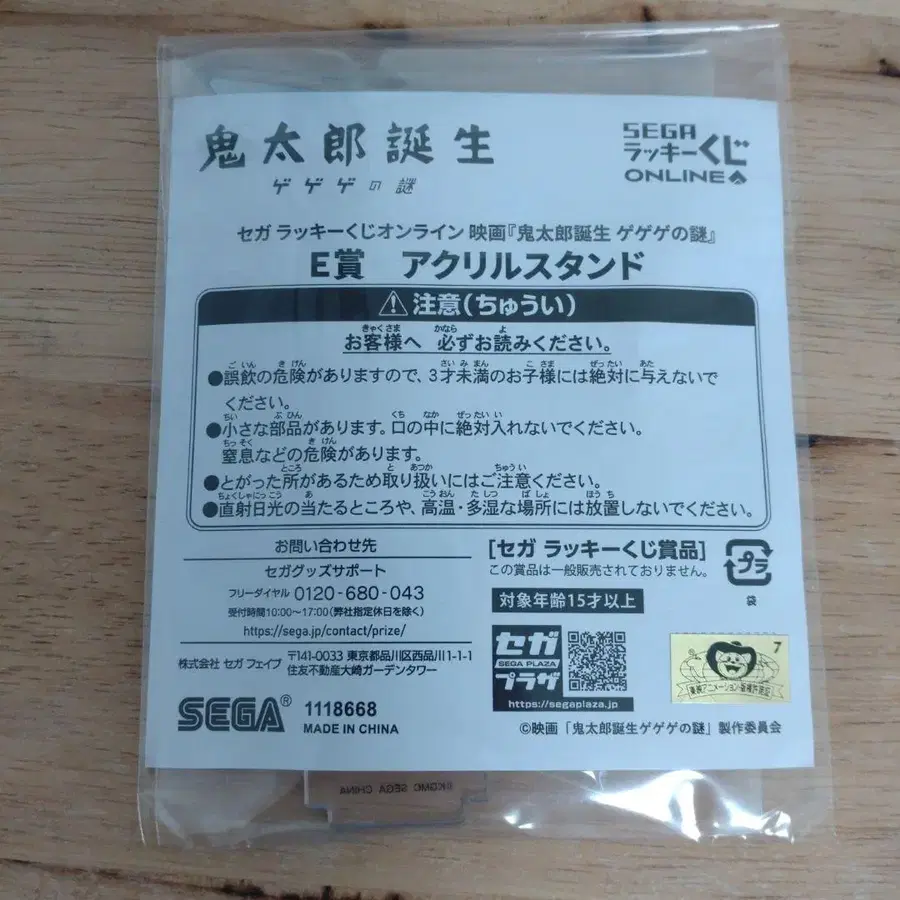 鬼太郎誕生
ゲゲゲの謎
SEGA
ラッキーくじ
ONLINE
セガ ラッキーくじオンライン 映画『鬼太郎誕生 ゲゲゲの謎』
E賞 アクリルスタンド
注意(ちゅうい)
お客様へ 必ずお読みください。
●誤飲の危険がありますので、3才未満のお子様には絶対に与えないで
ください。
●小さな部品があります。口の中に絶対入れないでください。
窒息などの危険があります。
●とがった所があるため取り扱いにはご注意ください。
●直射日光の当たるところや、高温・多湿な場所には放置しないでください。
お問い合わせ先
セガグッズサポート
フリーダイヤル 0120-680-043
受付時間10:00～17:00(弊社指定休日を除く)
https://sega.jp/contact/prize/
株式会社 セガ フェイブ 〒141-0033 東京都品川区西品川1-1-1
住友不動産大崎ガーデンタワー
SEGA® 1118668
MADE IN CHINA
[セガ ラッキーくじ賞品]
この賞品は一般販売されておりません。
プラ
袋
対象年齢15才以上
セガ
SEGA PLAZA
プラザ
https://segaplaza.jp
7
東映アニメーション・版権許諾証
©映画「鬼太郎誕生ゲゲゲの謎」製作委員会